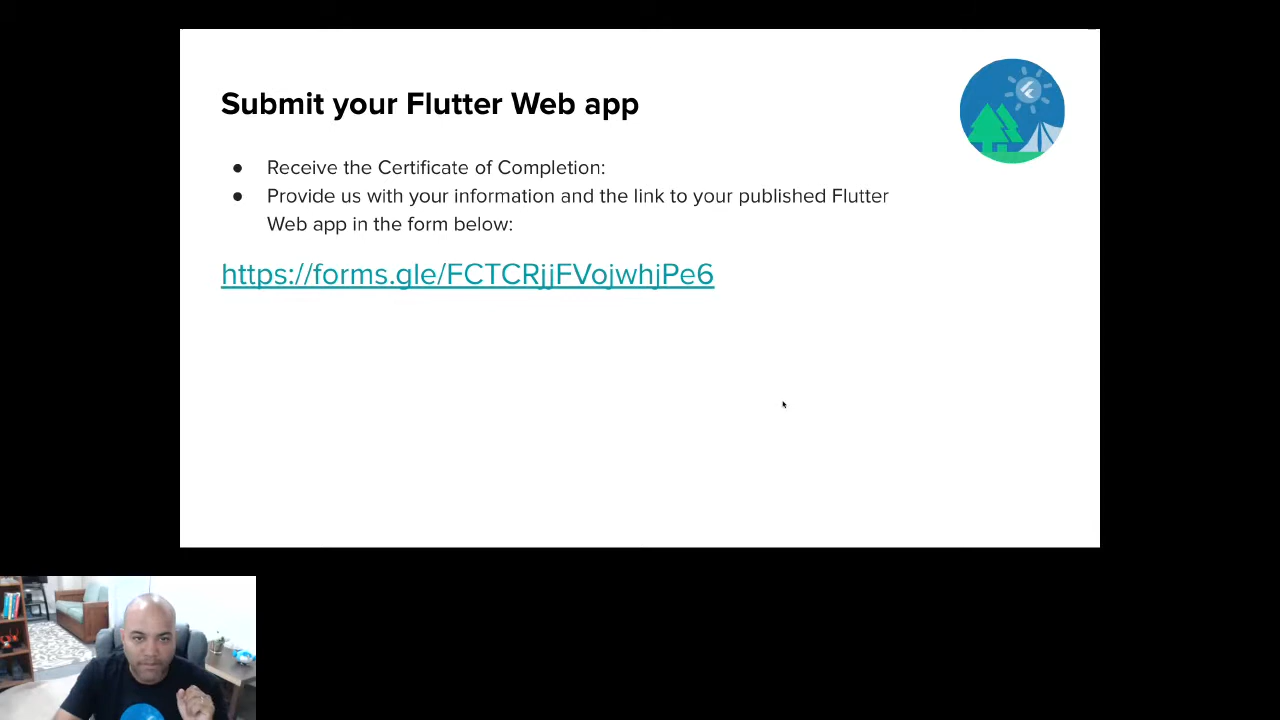 Submit your Flutter Web app
● Receive the Certificate of Completion:
● Provide us with your information and the link to your published Flutter
Web app in the form below:
https://forms.gle/FCTCRjjFVojwhjPe6